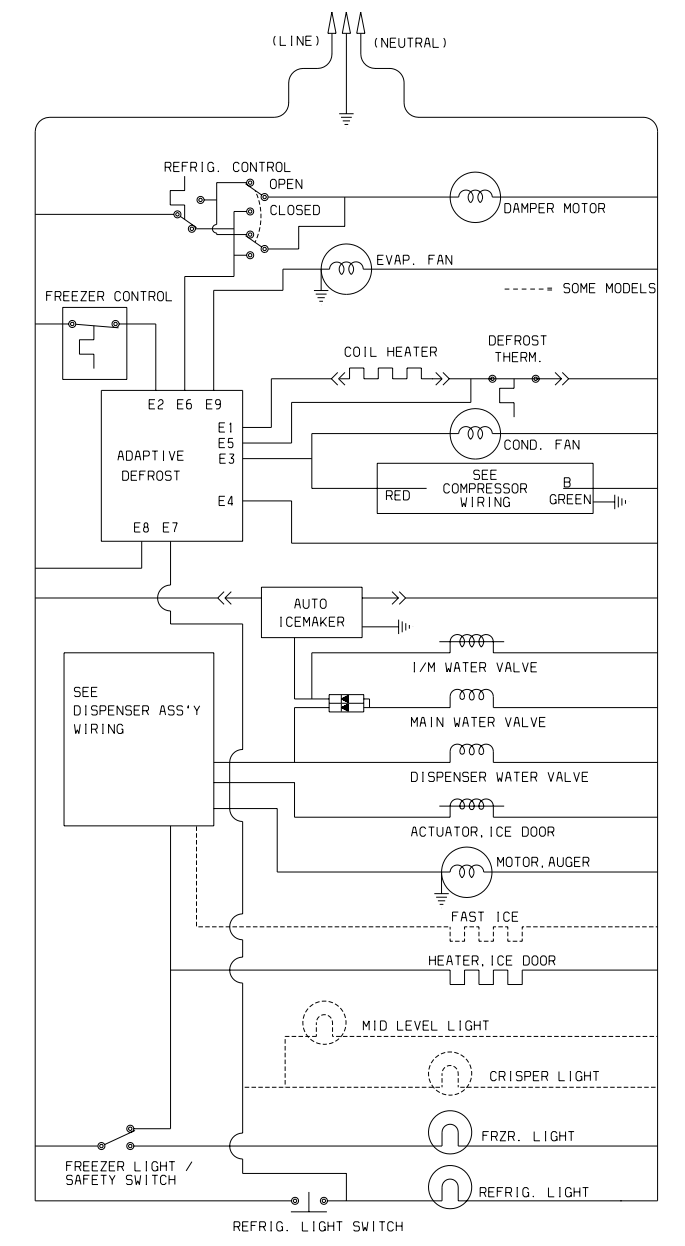 (LINE)
(NEUTRAL)
REFRIG. CONTROL
OPEN
CLOSED
DAMPER MOTOR
EVAP. FAN
SOME MODELS
FREEZER CONTROL
COIL HEATER
DEFROST
THERM.
E2 E6 E9
E1
E5
E3
E4
ADAPTIVE
DEFROST
E8 E7
COND. FAN
SEE
COMPRESSOR
WIRING
RED
B
GREEN
AUTO
ICEMAKER
I/M WATER VALVE
SEE
DISPENSER ASS'Y
WIRING
MAIN WATER VALVE
DISPENSER WATER VALVE
ACTUATOR, ICE DOOR
MOTOR, AUGER
FAST ICE
HEATER, ICE DOOR
MID LEVEL LIGHT
CRISPER LIGHT
FRZR. LIGHT
FREEZER LIGHT /
SAFETY SWITCH
REFRIG. LIGHT
REFRIG. LIGHT SWITCH